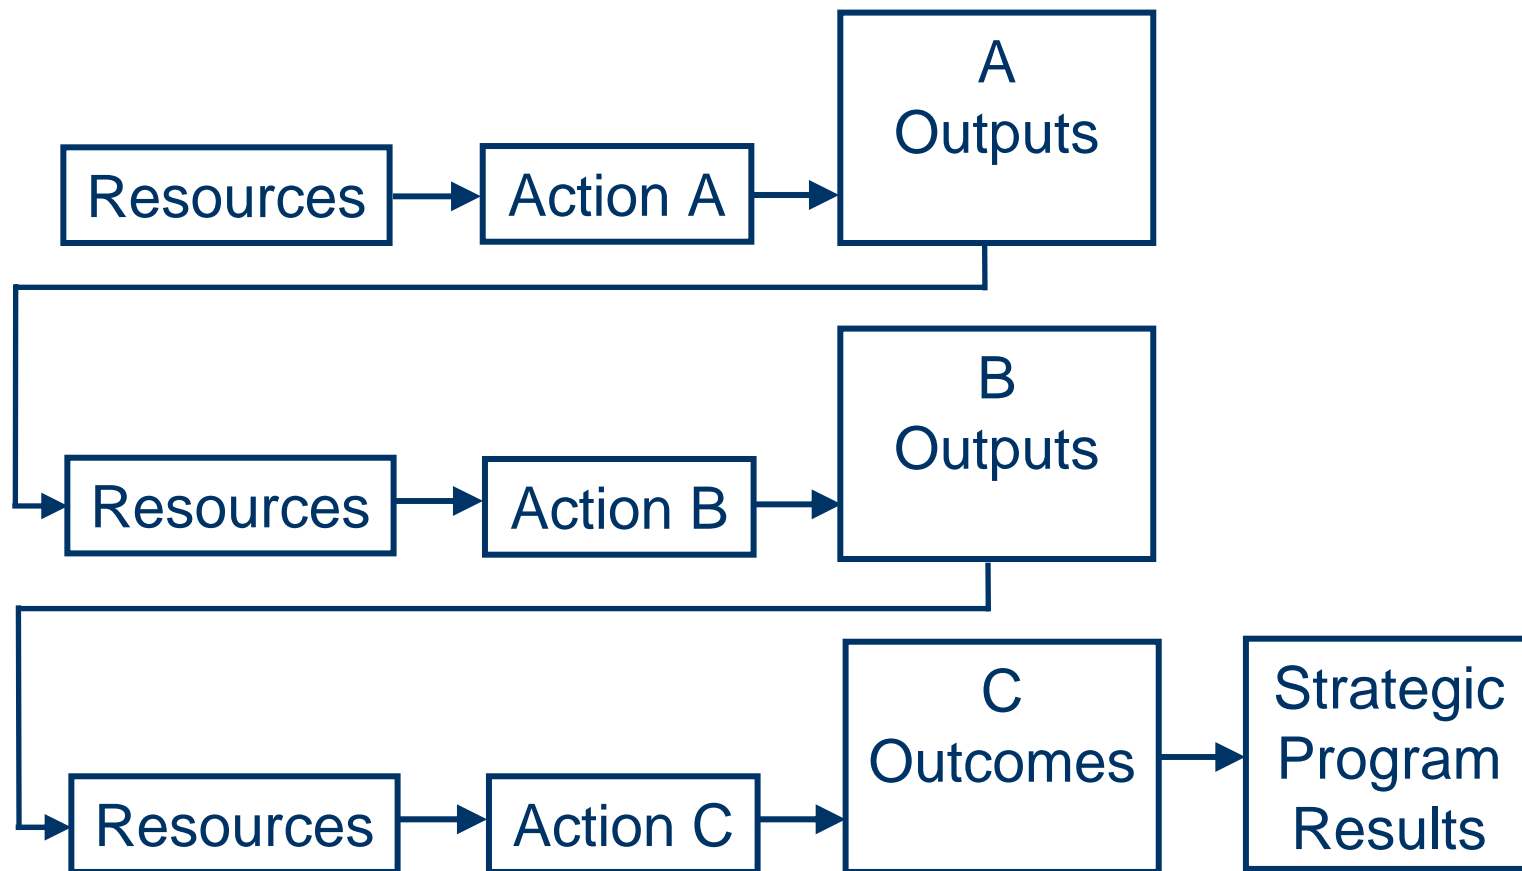 A
Outputs
Resources
Action A
B
Outputs
Resources
Action B
C
Outcomes
Strategic
Program
Results
Resources
Action C